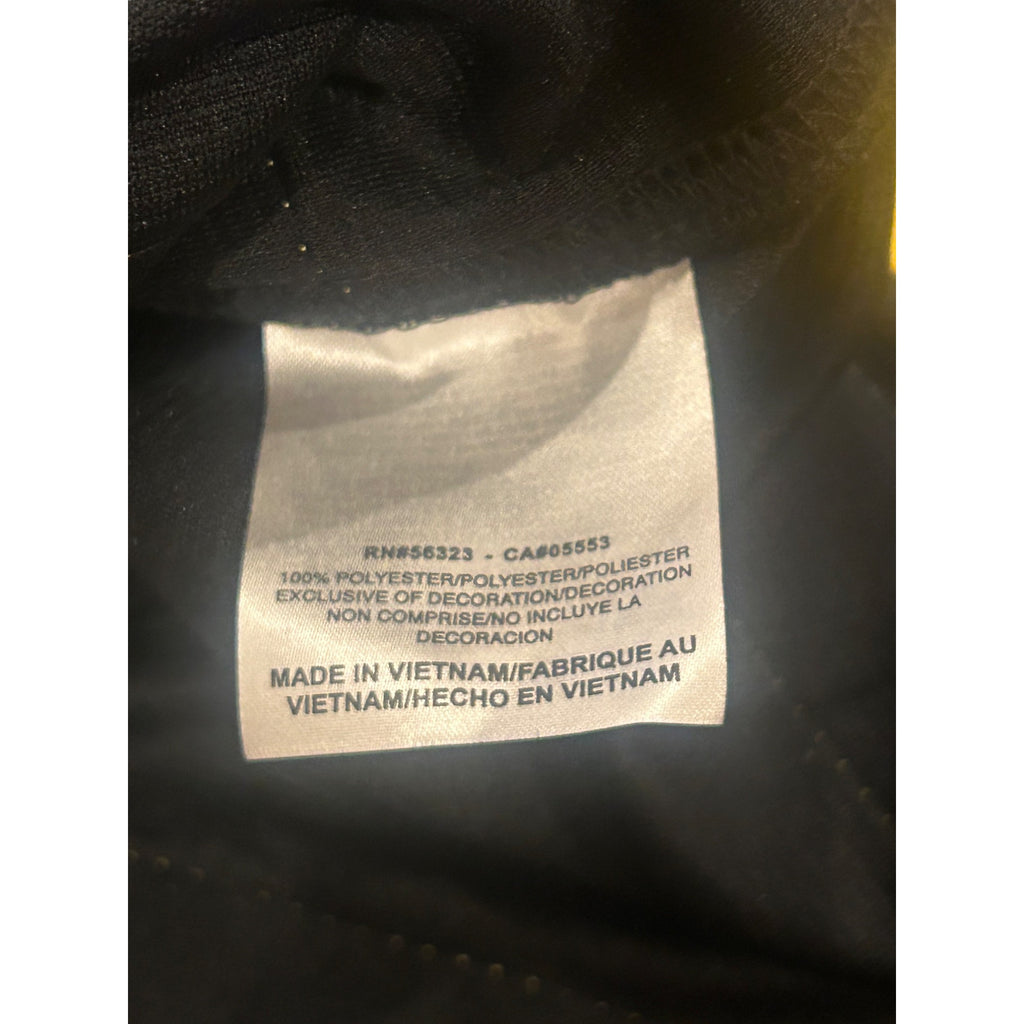 RN#56323 - CA#05553
100% POLYESTER/POLYESTER/POLIESTER
EXCLUSIVE OF DECORATION/DECORATION
NON COMPRISE/NO INCLUYE LA
DECORACION
MADE IN VIETNAM/FABRIQUE AU
VIETNAM/HECHO EN VIETNAM